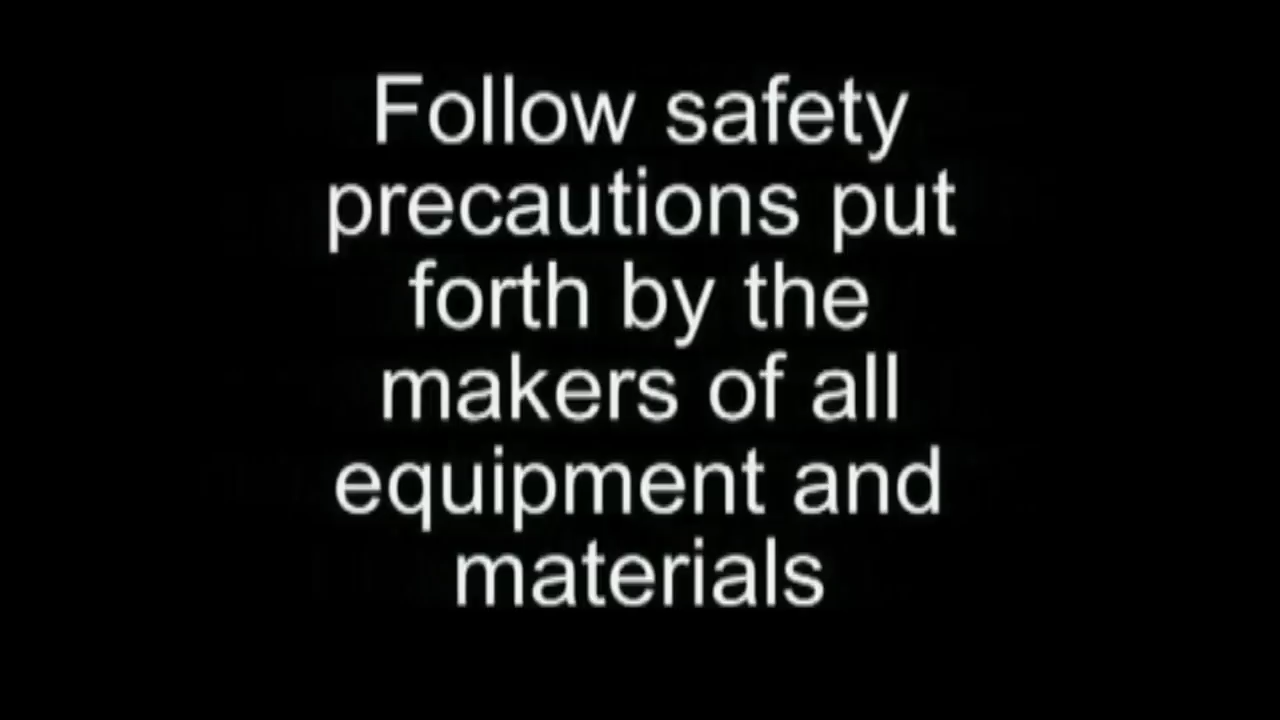 Follow safety
precautions put
forth by the
makers of all
equipment and
materials